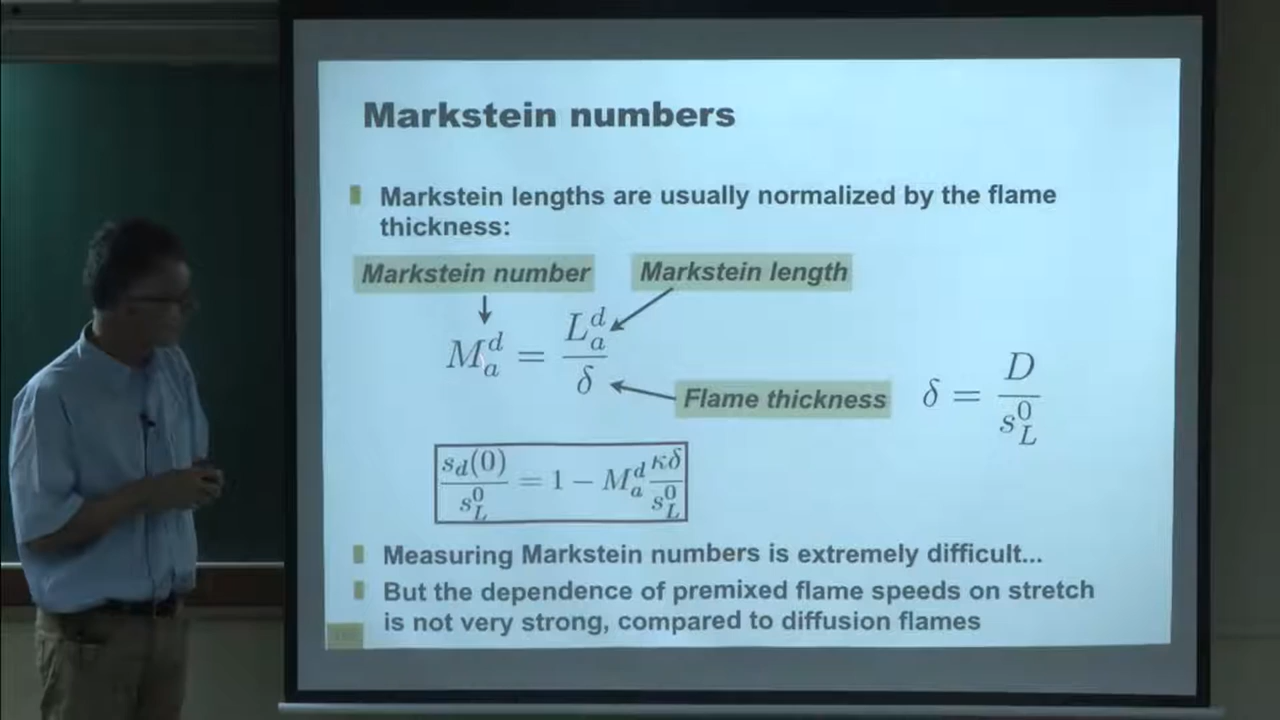 Markstein numbers
Markstein lengths are usually normalized by the flame
thickness:
Markstein number
Markstein length
M_a^d = L_a^d / δ
Flame thickness
δ = D / s_L^0
s_d(0) / s_L^0 = 1 − M_a^d κδ / s_L^0
Measuring Markstein numbers is extremely difficult...
But the dependence of premixed flame speeds on stretch
is not very strong, compared to diffusion flames